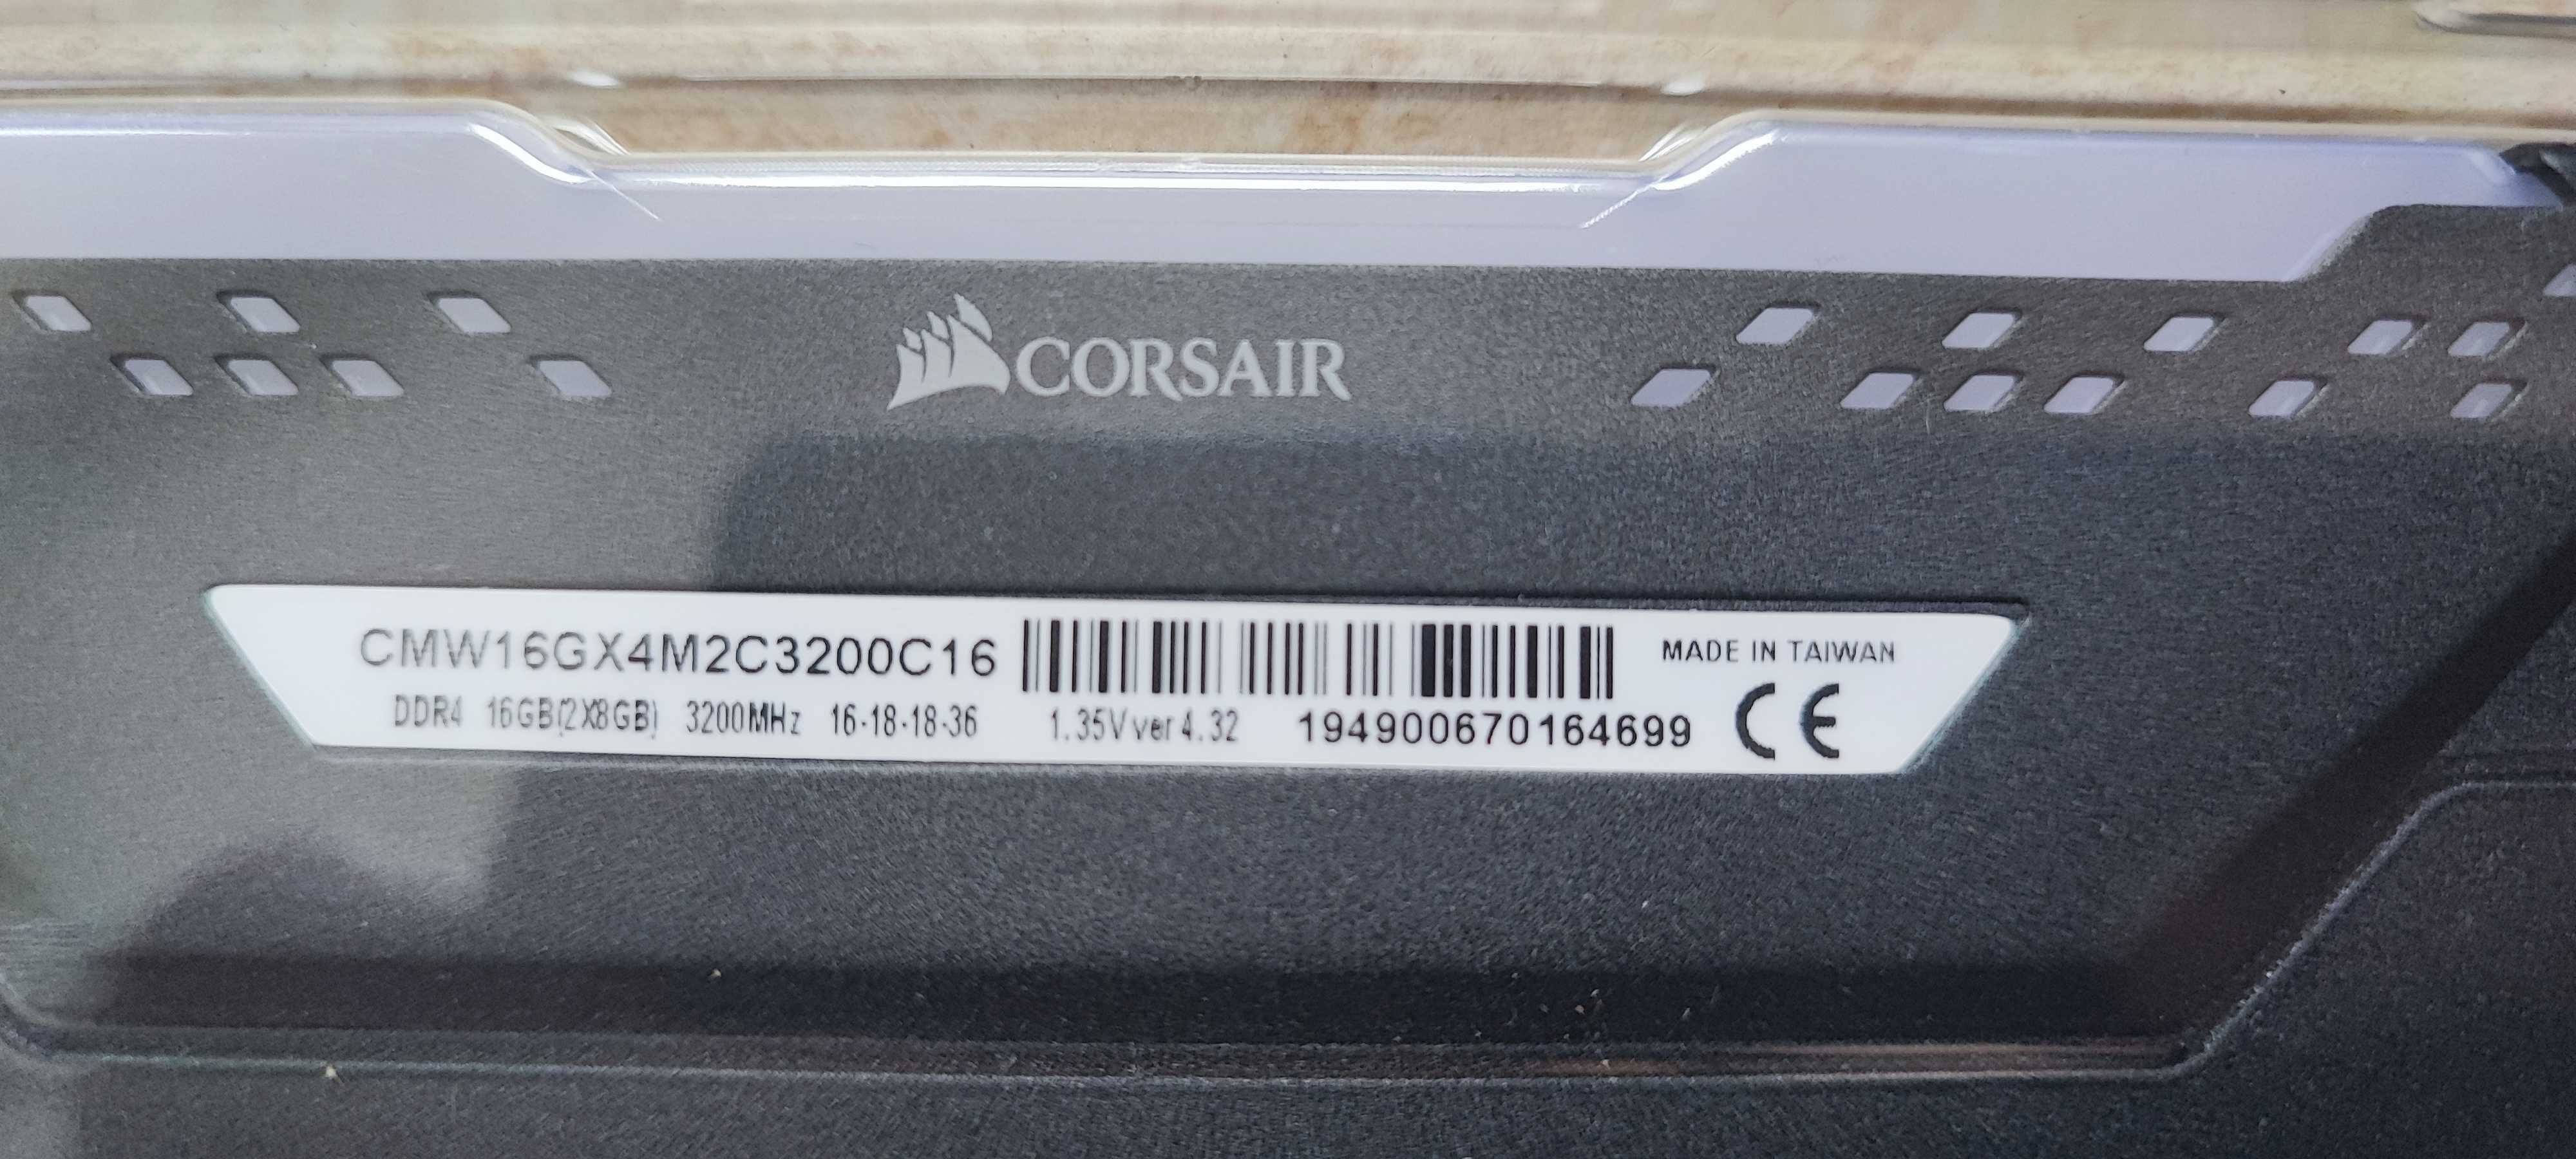 CORSAIR
CMW16GX4M2C3200C16
MADE IN TAIWAN
DDR4 16GB(2X8GB) 3200MHz 16-18-18-36 1.35V ver 4.32
194900670164699
CE